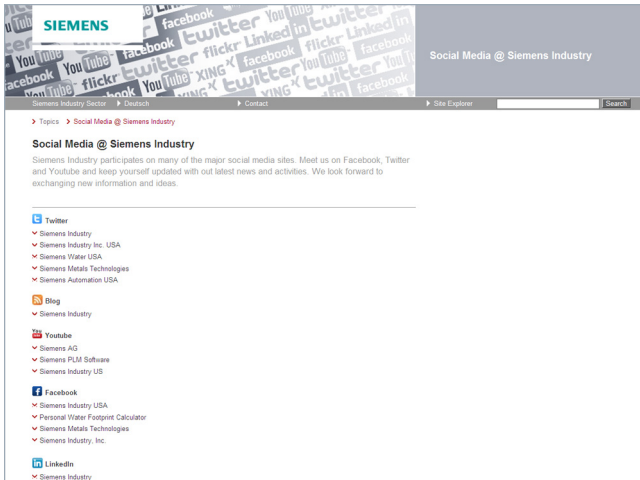 SIEMENS
Social Media @ Siemens Industry
Siemens Industry Sector Deutsch Contact Site Explorer Search
Topics Social Media @ Siemens Industry
Social Media @ Siemens Industry
Siemens Industry participates on many of the major social media sites. Meet us on Facebook, Twitter
and Youtube and keep yourself updated with out latest news and activities. We look forward to
exchanging new information and ideas.
Twitter
Siemens Industry
Siemens Industry Inc. USA
Siemens Water USA
Siemens Metals Technologies
Siemens Automation USA
Blog
Siemens Industry
You
Youtube
Siemens AG
Siemens PLM Software
Siemens Industry US
Facebook
Siemens Industry USA
Personal Water Footprint Calculator
Siemens Metals Technologies
Siemens Industry, Inc.
in LinkedIn
Siemens Industry